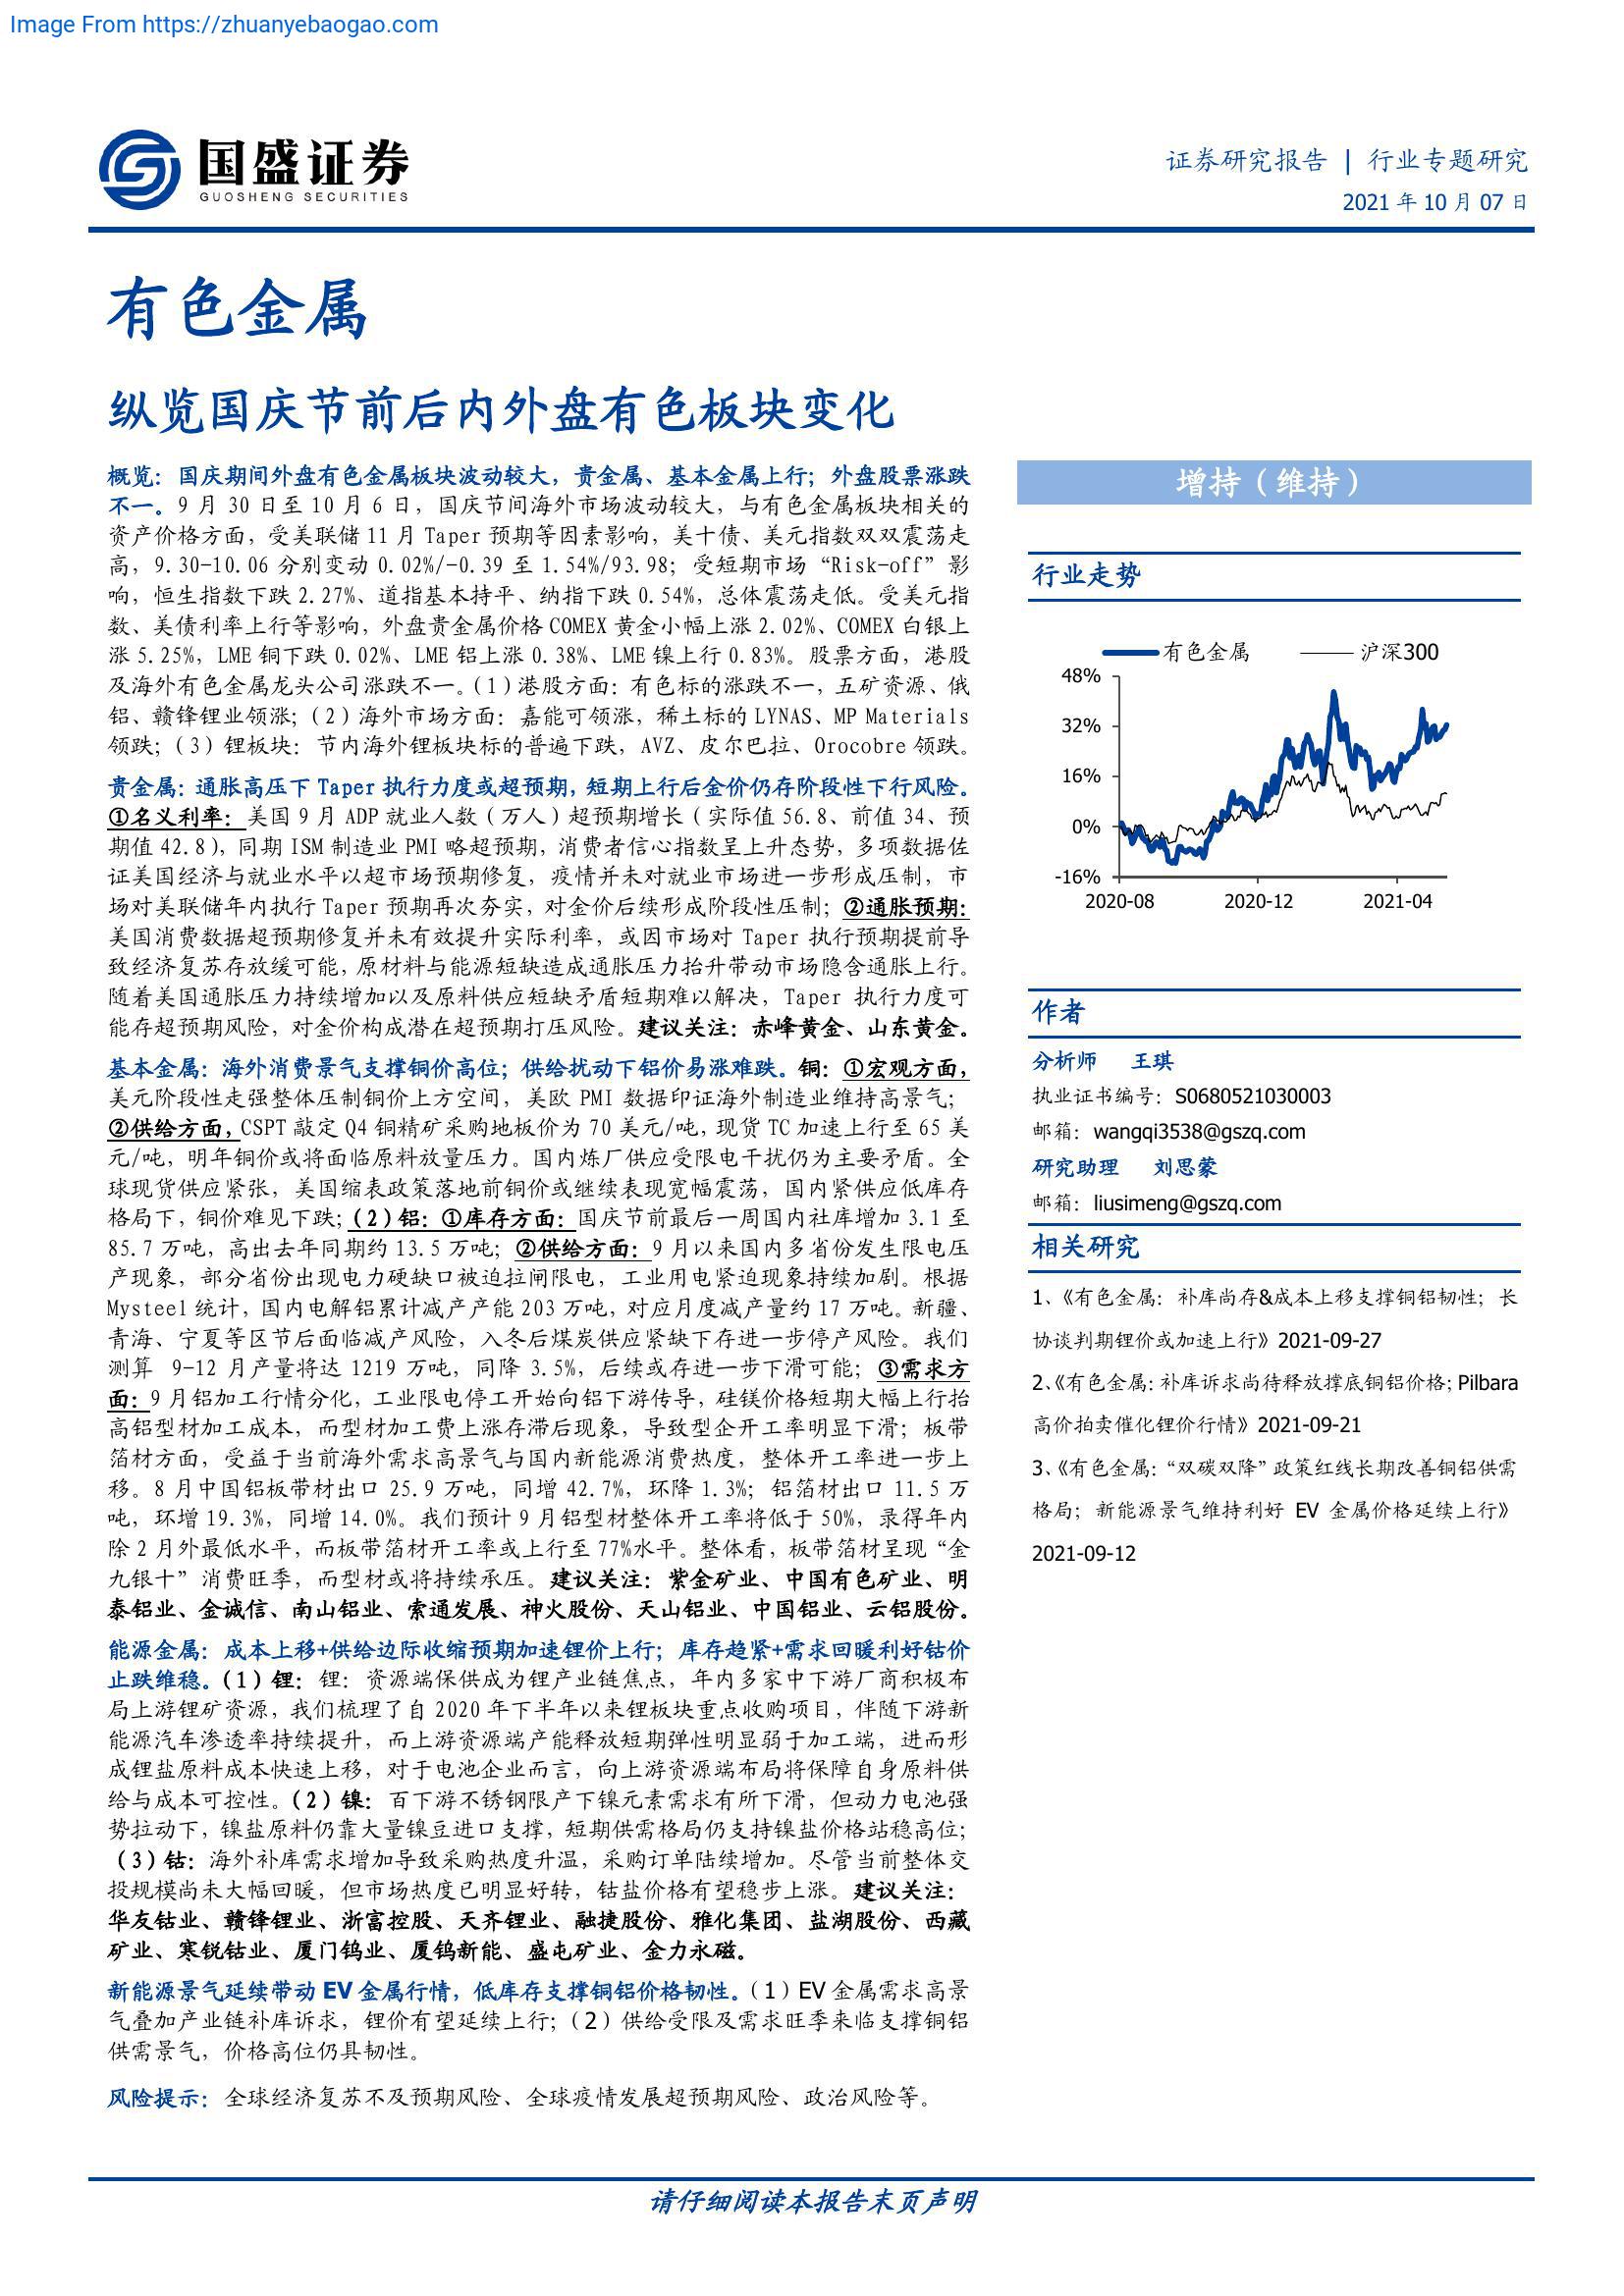 Image From https://zhuanyebaogao.com
国盛证券
GUOSHENG SECURITIES
证券研究报告 | 行业专题研究
2021 年 10 月 07 日
有色金属
纵览国庆节前后内外盘有色板块变化
概览：国庆期间外盘有色金属板块波动较大，贵金属、基本金属上行；外盘股票涨跌
不一。9 月 30 日至 10 月 6 日，国庆节间海外市场波动较大，与有色金属板块相关的
资产价格方面，受美联储 11 月 Taper 预期等因素影响，美十债、美元指数双双震荡走
高，9.30-10.06 分别变动 0.02%/-0.39 至 1.54%/93.98；受短期市场“Risk-off”影
响，恒生指数下跌 2.27%、道指基本持平、纳指下跌 0.54%，总体震荡走低。受美元指
数、美债利率上行等影响，外盘贵金属价格 COMEX 黄金小幅上涨 2.02%、COMEX 白银上
涨 5.25%，LME 铜下跌 0.02%、LME 铝上涨 0.38%、LME 镍上行 0.83%。股票方面，港股
及海外有色金属龙头公司涨跌不一。（1）港股方面：有色标的涨跌不一，五矿资源、俄
铝、赣锋锂业领涨；（2）海外市场方面：嘉能可领涨，稀土标的 LYNAS、MP Materials
领跌；（3）锂板块：节内海外锂板块标的普遍下跌，AVZ、皮尔巴拉、Orocobre 领跌。
贵金属：通胀高压下 Taper 执行力度或超预期，短期上行后金价仍存阶段性下行风险。
①名义利率：美国 9 月 ADP 就业人数（万人）超预期增长（实际值 56.8、前值 34、预
期值 42.8），同期 ISM 制造业 PMI 略超预期，消费者信心指数呈上升态势，多项数据佐
证美国经济与就业水平以超市场预期修复，疫情并未对就业市场进一步形成压制，市
场对美联储年内执行 Taper 预期再次夯实，对金价后续形成阶段性压制；②通胀预期：
美国消费数据超预期修复并未有效提升实际利率，或因市场对 Taper 执行预期提前导
致经济复苏存放缓可能，原材料与能源短缺造成通胀压力抬升带动市场隐含通胀上行。
随着美国通胀压力持续增加以及原料供应短缺矛盾短期难以解决，Taper 执行力度可
能存超预期风险，对金价构成潜在超预期打压风险。建议关注：赤峰黄金、山东黄金。
基本金属：海外消费景气支撑铜价高位；供给扰动下铝价易涨难跌。铜：①宏观方面，
美元阶段性走强整体压制铜价上方空间，美欧 PMI 数据印证海外制造业维持高景气；
②供给方面，CSPT 敲定 Q4 铜精矿采购地板价为 70 美元/吨，现货 TC 加速上行至 65 美
元/吨，明年铜价或将面临原料放量压力。国内炼厂供应受限电干扰仍为主要矛盾。全
球现货供应紧张，美国缩表政策落地前铜价或继续表现宽幅震荡，国内紧供应低库存
格局下，铜价难见下跌；（2）铝：①库存方面：国庆节前最后一周国内社库增加 3.1 至
85.7 万吨，高出去年同期约 13.5 万吨；②供给方面：9 月以来国内多省份发生限电压
产现象，部分省份出现电力硬缺口被迫拉闸限电，工业用电紧迫现象持续加剧。根据
Mysteel 统计，国内电解铝累计减产产能 203 万吨，对应月度减产量约 17 万吨。新疆、
青海、宁夏等区节后面临减产风险，入冬后煤炭供应紧缺下存进一步停产风险。我们
测算 9-12 月产量将达 1219 万吨，同降 3.5%，后续或存进一步下滑可能；③需求方
面：9 月铝加工行情分化，工业限电停工开始向铝下游传导，硅镁价格短期大幅上行抬
高铝型材加工成本，而型材加工费上涨存滞后现象，导致型企开工率明显下滑；板带
箔材方面，受益于当前海外需求高景气与国内新能源消费热度，整体开工率进一步上
移。8 月中国铝板带材出口 25.9 万吨，同增 42.7%，环降 1.3%；铝箔材出口 11.5 万
吨，环增 19.3%，同增 14.0%。我们预计 9 月铝型材整体开工率将低于 50%，录得年内
除 2 月外最低水平，而板带箔材开工率或上行至 77%水平。整体看，板带箔材呈现“金
九银十”消费旺季，而型材或将持续承压。建议关注：紫金矿业、中国有色矿业、明
泰铝业、金诚信、南山铝业、索通发展、神火股份、天山铝业、中国铝业、云铝股份。
能源金属：成本上移+供给边际收缩预期加速锂价上行；库存趋紧+需求回暖利好钴价
止跌维稳。（1）锂：锂：资源端保供成为锂产业链焦点，年内多家中下游厂商积极布
局上游锂矿资源，我们梳理了自 2020 年下半年以来锂板块重点收购项目，伴随下游新
能源汽车渗透率持续提升，而上游资源端产能释放短期弹性明显弱于加工端，进而形
成锂盐原料成本快速上移，对于电池企业而言，向上游资源端布局将保障自身原料供
给与成本可控性。（2）镍：百下游不锈钢限产下镍元素需求有所下滑，但动力电池强
势拉动下，镍盐原料仍靠大量镍豆进口支撑，短期供需格局仍支持镍盐价格站稳高位；
（3）钴：海外补库需求增加导致采购热度升温，采购订单陆续增加。尽管当前整体交
投规模尚未大幅回暖，但市场热度已明显好转，钴盐价格有望稳步上涨。建议关注：
华友钴业、赣锋锂业、浙富控股、天齐锂业、融捷股份、雅化集团、盐湖股份、西藏
矿业、寒锐钴业、厦门钨业、厦钨新能、盛屯矿业、金力永磁。
新能源景气延续带动 EV 金属行情，低库存支撑铜铝价格韧性。（1）EV 金属需求高景
气叠加产业链补库诉求，锂价有望延续上行；（2）供给受限及需求旺季来临支撑铜铝
供需景气，价格高位仍具韧性。
风险提示：全球经济复苏不及预期风险、全球疫情发展超预期风险、政治风险等。
增持（维持）
行业走势
有色金属 沪深300
48%
32%
16%
0%
-16%
2020-08 2020-12 2021-04
作者
分析师 王琪
执业证书编号：S0680521030003
邮箱：wangqi3538@gszq.com
研究助理 刘思蒙
邮箱：liusimeng@gszq.com
相关研究
1、《有色金属：补库尚存&成本上移支撑铜铝韧性；长
协谈判期锂价或加速上行》2021-09-27
2、《有色金属：补库诉求尚待释放撑底铜铝价格；Pilbara
高价拍卖催化锂价行情》2021-09-21
3、《有色金属：“双碳双降”政策红线长期改善铜铝供需
格局；新能源景气维持利好 EV 金属价格延续上行》
2021-09-12
请仔细阅读本报告末页声明